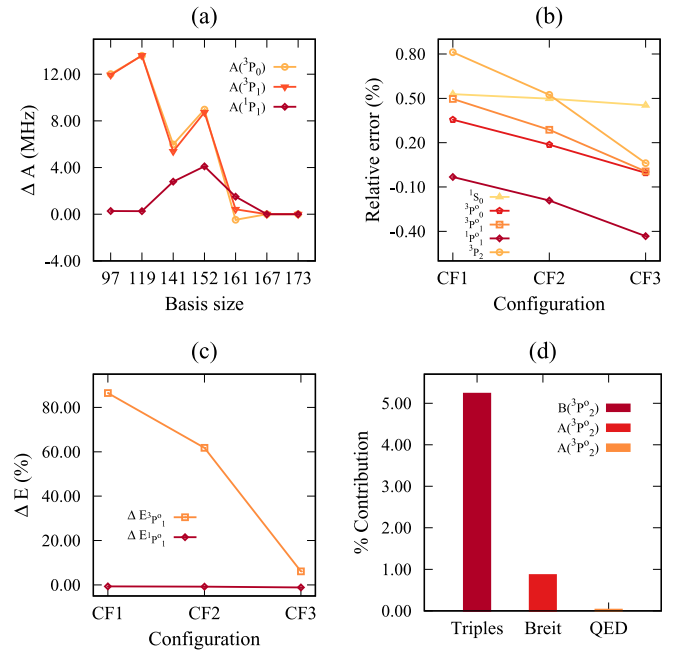 (a)
Δ A (MHz)
12.00
8.00
4.00
0.00
-4.00
A(³P₀)
A(³P₁)
A(¹P₁)
97 119 141 152 161 167 173
Basis size
(b)
Relative error (%)
0.80
0.50
0.20
-0.10
-0.40
¹S₀
³Pᵒ₀
³Pᵒ₁
¹Pᵒ₁
³P₂
CF1 CF2 CF3
Configuration
(c)
Δ E (%)
80.00
60.00
40.00
20.00
0.00
Δ E³Pᵒ₁
Δ E¹Pᵒ₁
CF1 CF2 CF3
Configuration
(d)
% Contribution
5.00
4.00
3.00
2.00
1.00
0.00
B(³Pᵒ₂)
A(³Pᵒ₂)
A(³Pᵒ₂)
Triples Breit QED